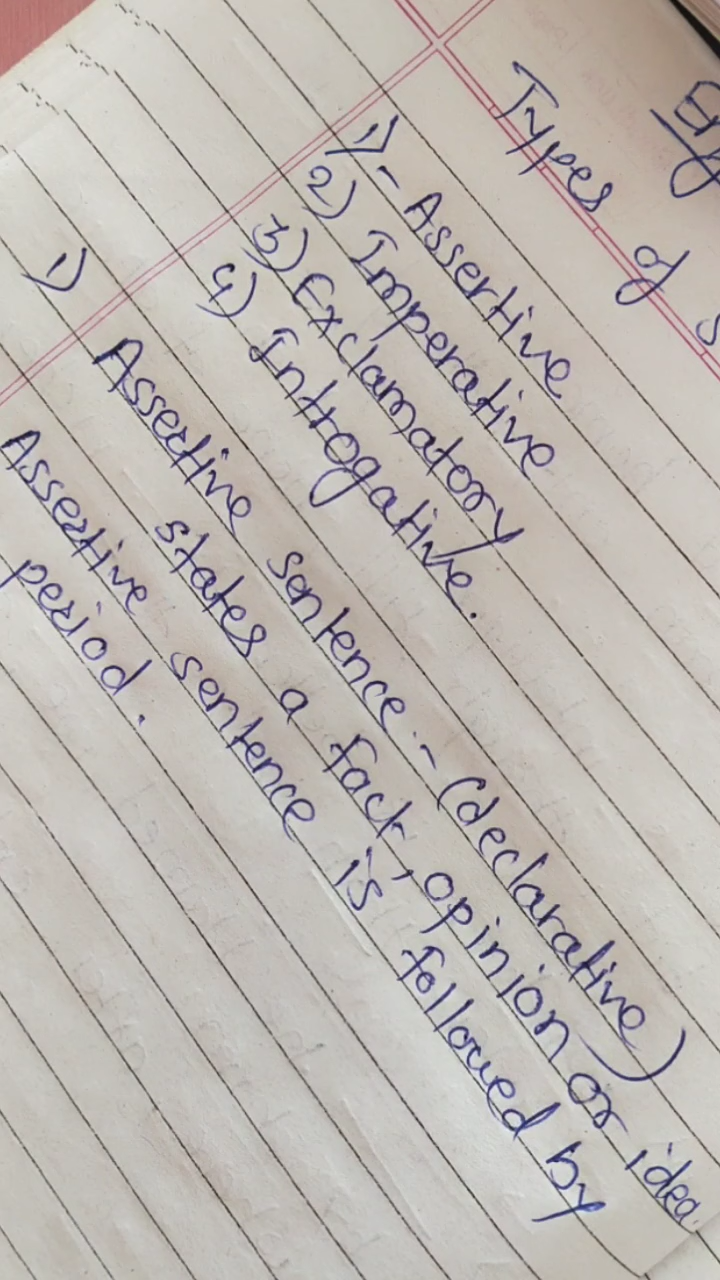 Types of
1) - Assertive
2) Imperative
3) Exclamatory
4) Introgative.
1) Assertive sentence :- (declarative)
states a fact, opinion or idea.
Assertive sentence is followed by
period.